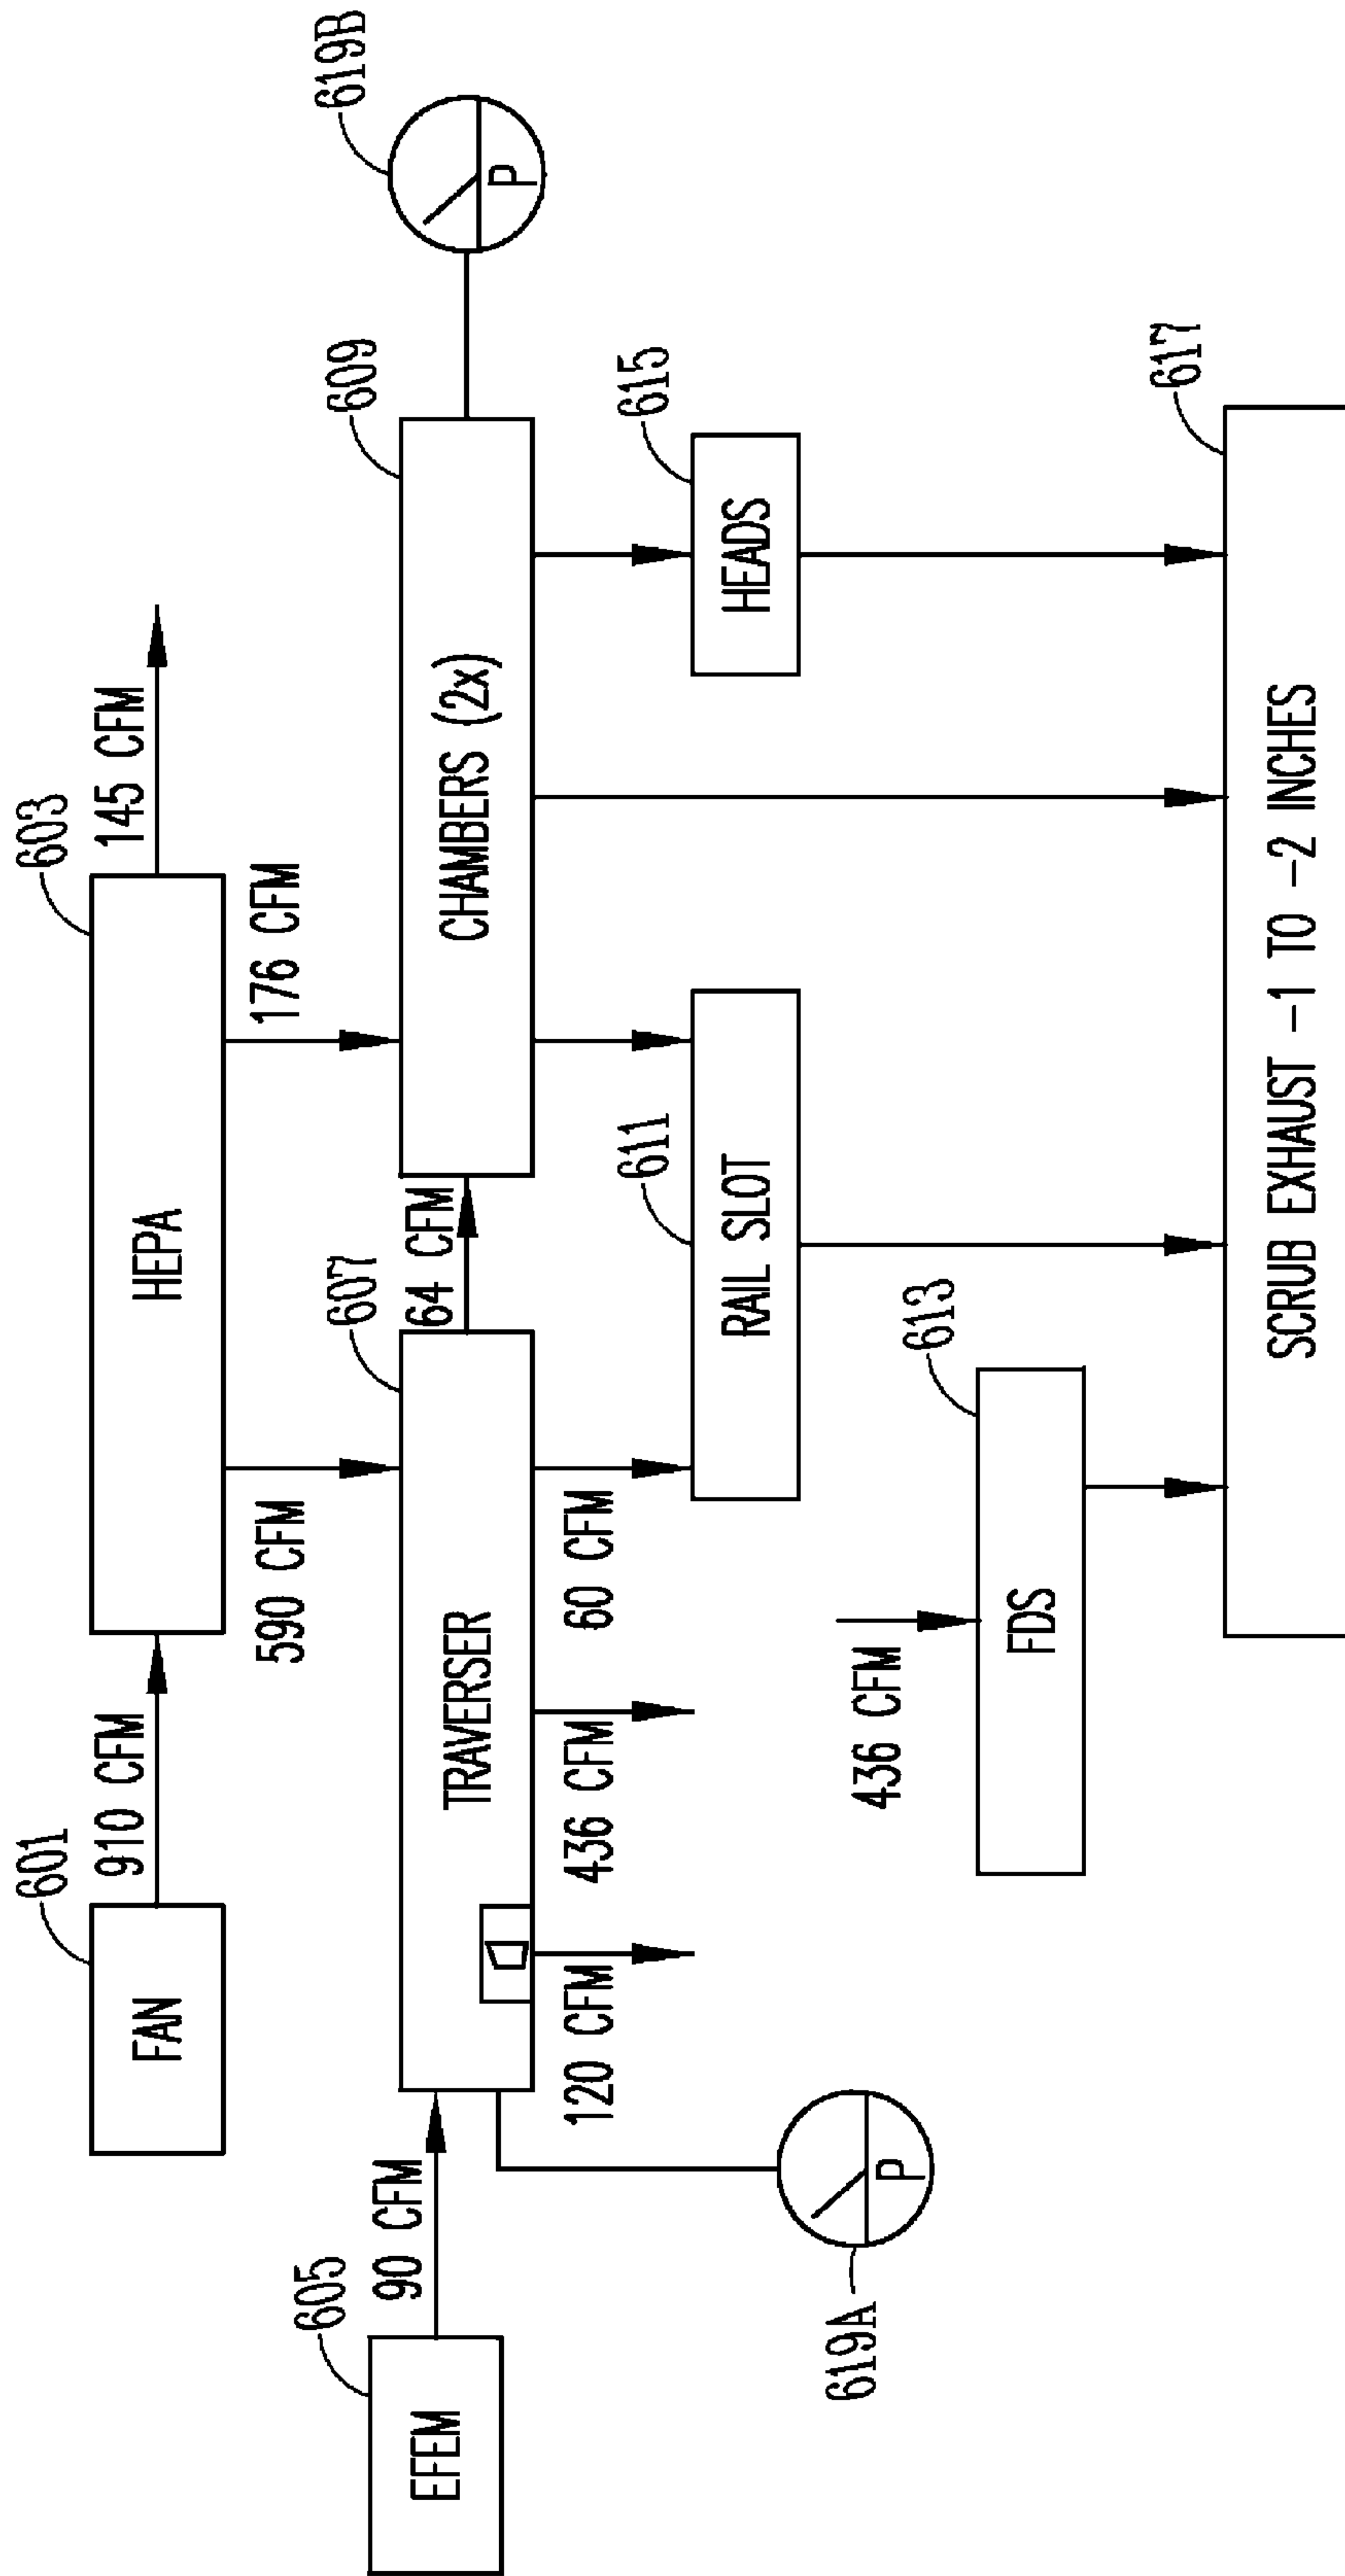 601
FAN
910 CFM
603
HEPA
145 CFM
590 CFM
176 CFM
605
EFEM
90 CFM
607
TRAVERSER
64 CFM
609
CHAMBERS (2x)
619B
P
120 CFM
436 CFM
60 CFM
611
RAIL SLOT
615
HEADS
619A
P
436 CFM
613
FDS
617
SCRUB EXHAUST -1 TO -2 INCHES